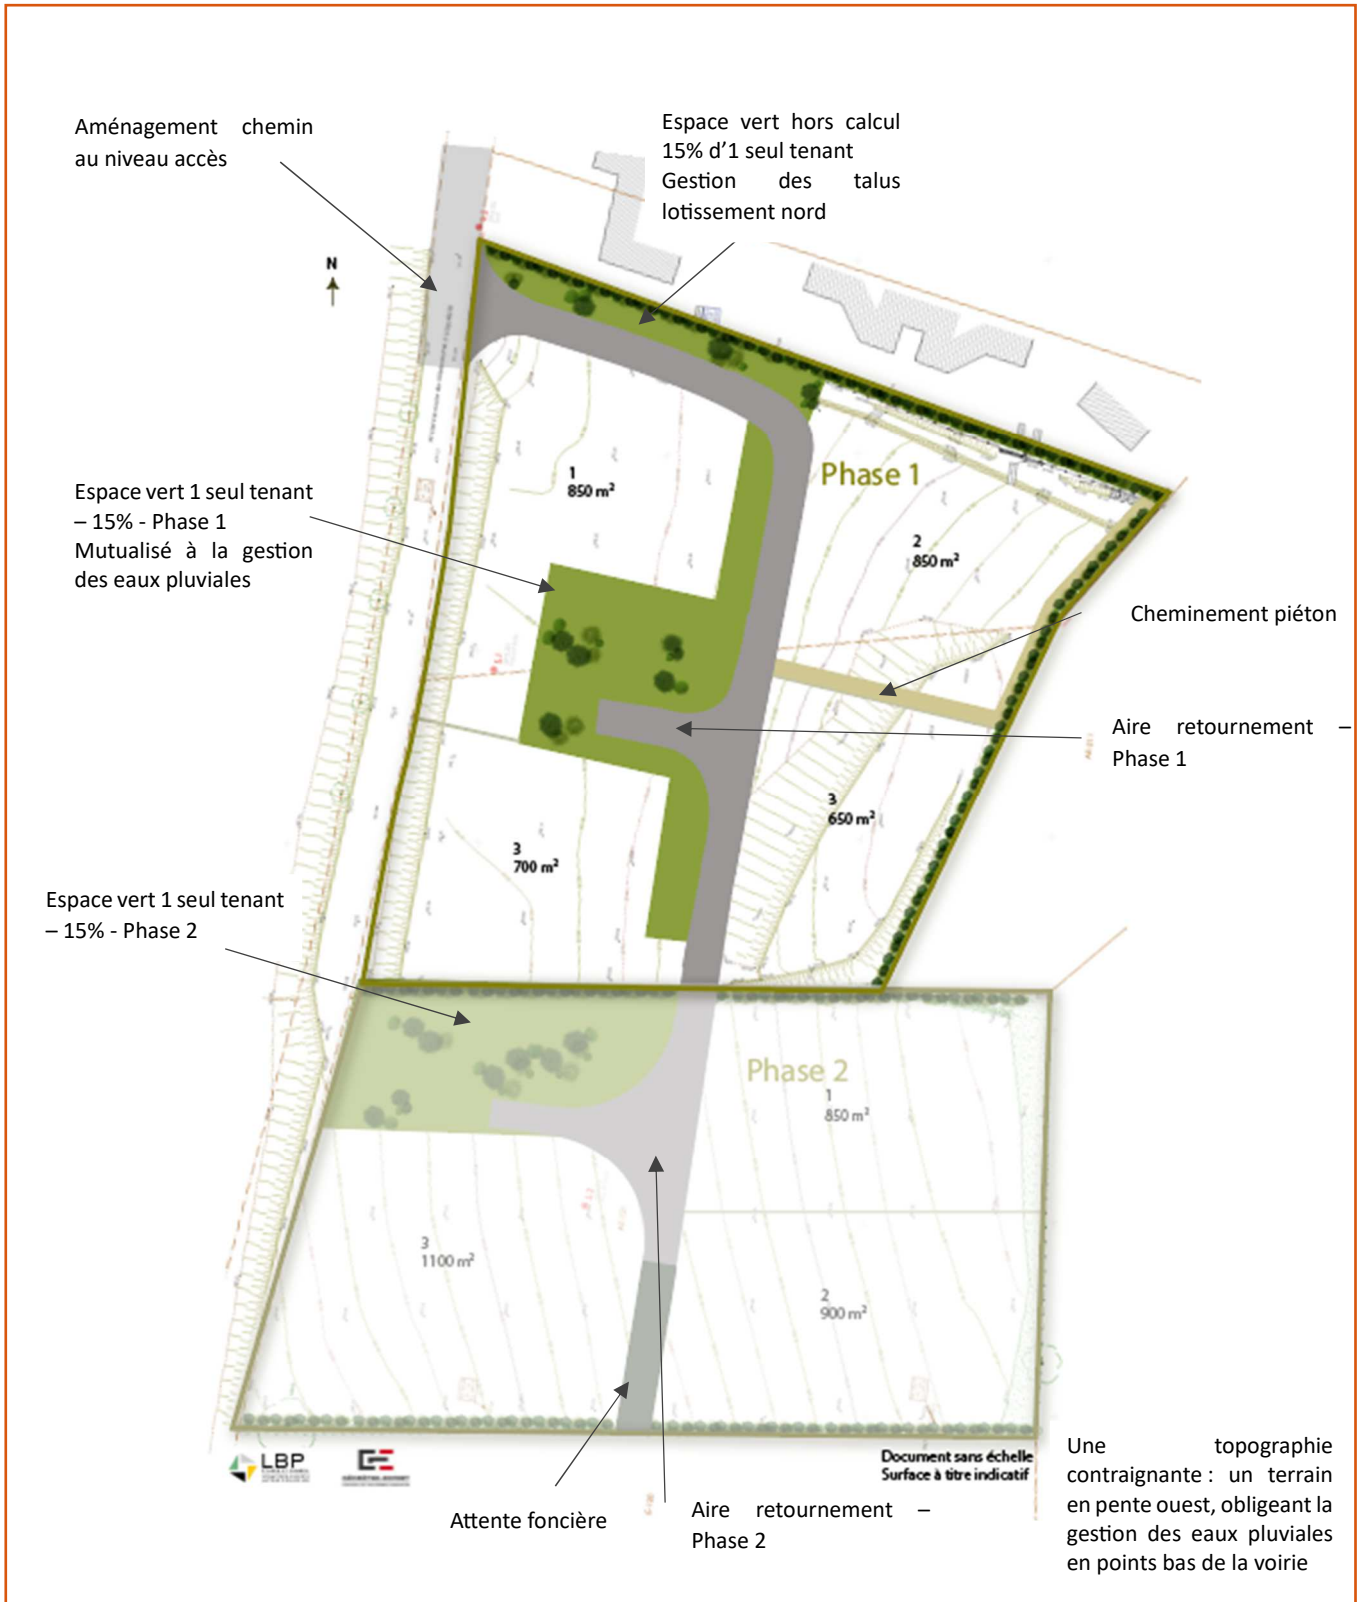 Aménagement chemin
au niveau accès
Espace vert hors calcul
15% d’1 seul tenant
Gestion des talus
lotissement nord
N
Phase 1
1
850 m²
2
850 m²
Espace vert 1 seul tenant
– 15% - Phase 1
Mutualisé à la gestion
des eaux pluviales
Cheminement piéton
Aire retournement –
Phase 1
3
650 m²
3
700 m²
Espace vert 1 seul tenant
– 15% - Phase 2
Phase 2
1
850 m²
3
1100 m²
2
900 m²
LBP
GE
Document sans échelle
Surface à titre indicatif
Attente foncière
Aire retournement –
Phase 2
Une topographie
contraignante : un terrain
en pente ouest, obligeant la
gestion des eaux pluviales
en points bas de la voirie